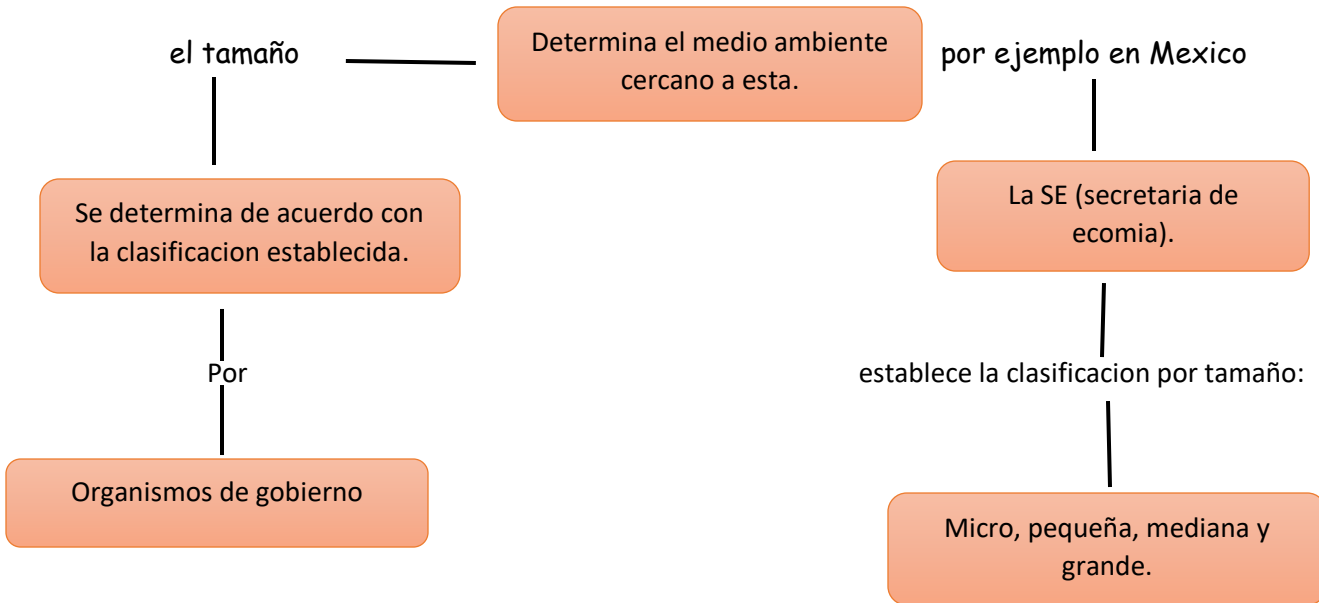 el tamaño
Determina el medio ambiente
cercano a esta.
por ejemplo en Mexico
Se determina de acuerdo con
la clasificacion establecida.
La SE (secretaria de
ecomia).
Por
establece la clasificacion por tamaño:
Organismos de gobierno
Micro, pequeña, mediana y
grande.